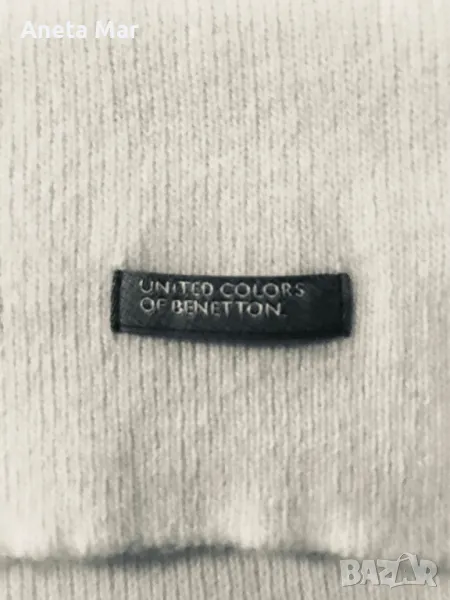 Aneta Mar
UNITED COLORS
OF BENETTON.
BAZAR